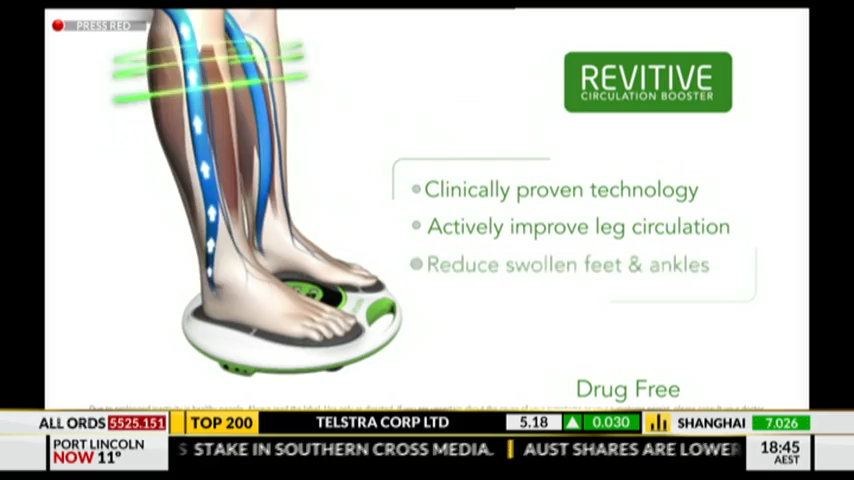 PRESS RED
REVITIVE
CIRCULATION BOOSTER
Clinically proven technology
Actively improve leg circulation
Reduce swollen feet & ankles
Drug Free
ALL ORDS 5525.151 TOP 200 TELSTRA CORP LTD 5.18 0.030 SHANGHAI 7.026
PORT LINCOLN
NOW 11°
STAKE IN SOUTHERN CROSS MEDIA. AUST SHARES ARE LOWER
18:45
AEST